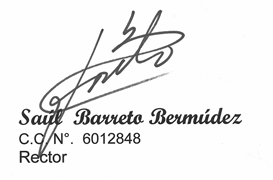 Saúl Barreto Bermúdez
C.C N°. 6012848
Rector